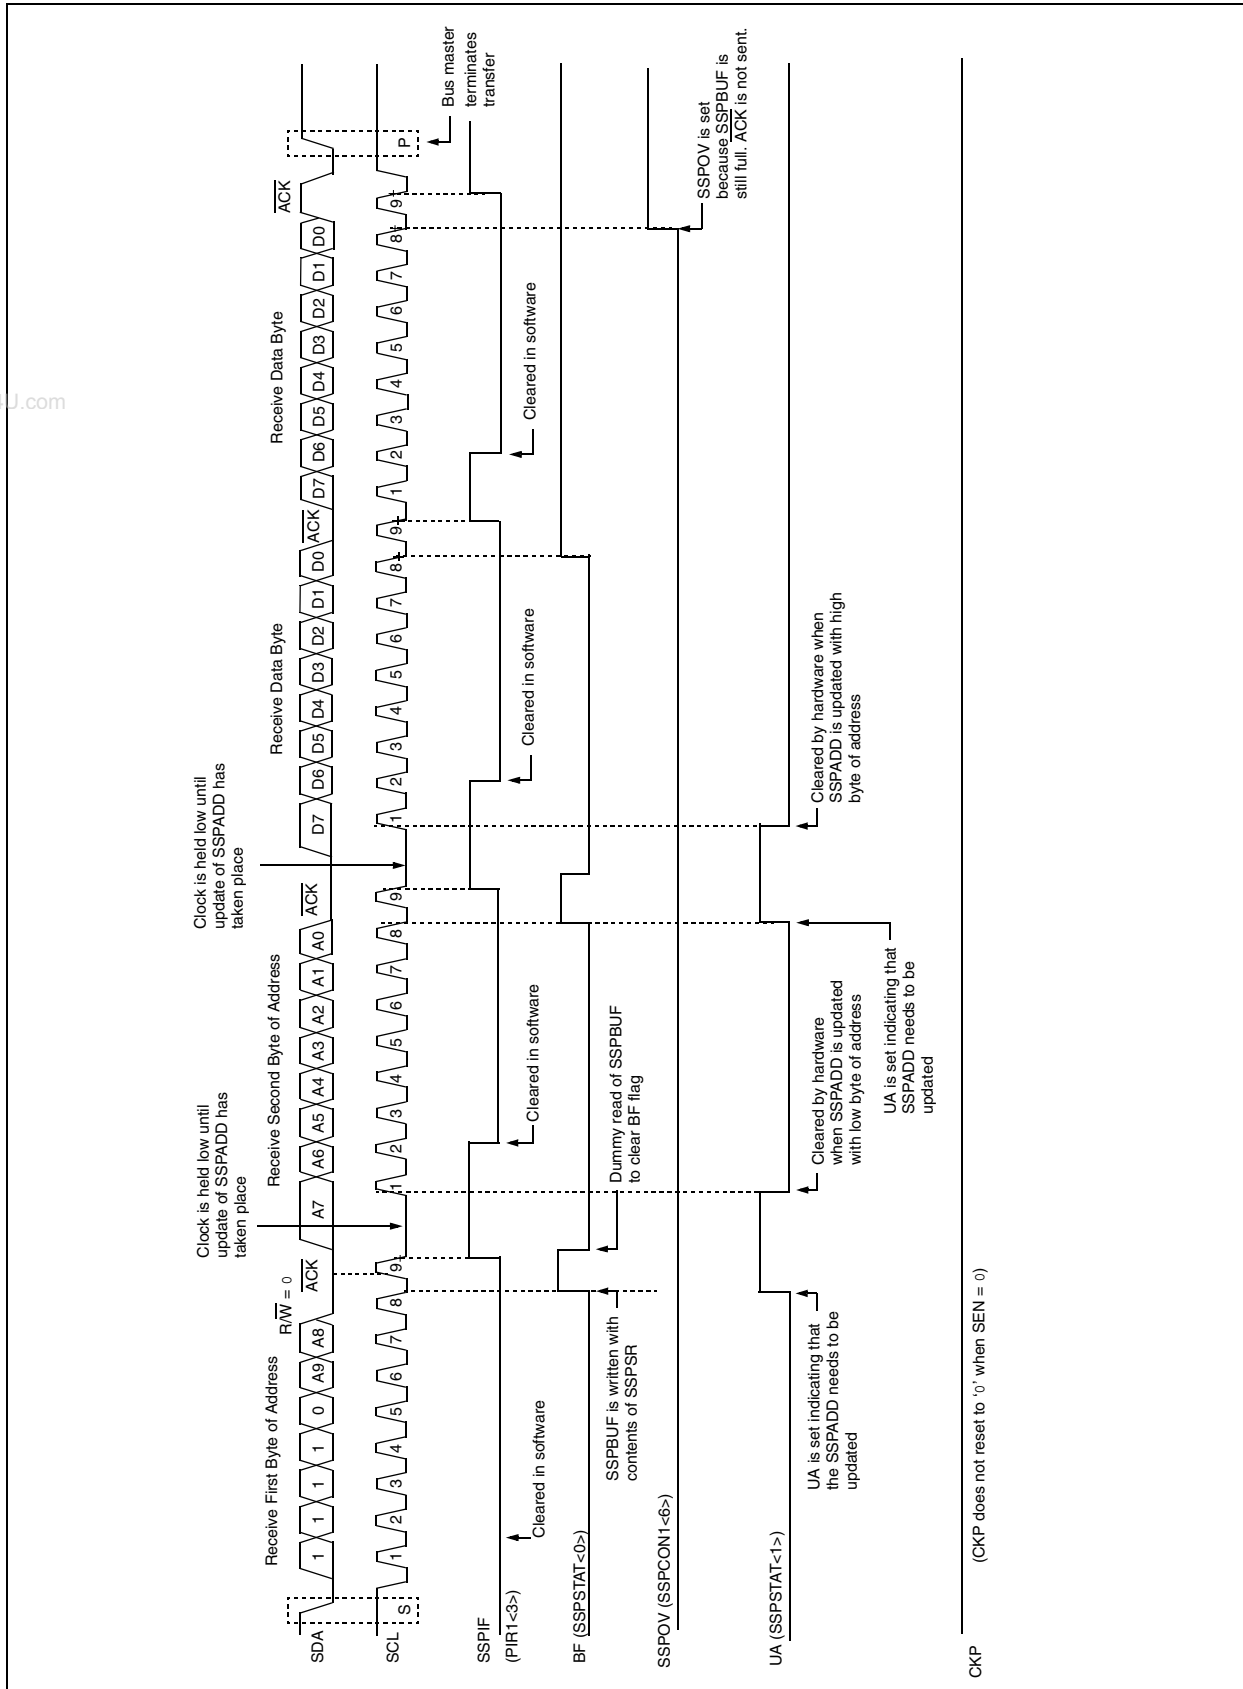 4U.com
Receive First Byte of Address
R/W = 0
Receive Second Byte of Address
Receive Data Byte
Receive Data Byte
Clock is held low until
update of SSPADD has
taken place
Clock is held low until
update of SSPADD has
taken place
SDA
1 1 1 1 0 A9 A8 ACK A7 A6 A5 A4 A3 A2 A1 A0 ACK D7 D6 D5 D4 D3 D2 D1 D0 ACK D7 D6 D5 D4 D3 D2 D1 D0 ACK
SCL
S 1 2 3 4 5 6 7 8 9 1 2 3 4 5 6 7 8 9 1 2 3 4 5 6 7 8 9 1 2 3 4 5 6 7 8 9 P
Bus master
terminates
transfer
SSPIF
(PIR1<3>)
Cleared in software
Cleared in software
Cleared in software
Cleared in software
BF (SSPSTAT<0>)
SSPBUF is written with
contents of SSPSR
Dummy read of SSPBUF
to clear BF flag
SSPOV (SSPCON1<6>)
SSPOV is set
because SSPBUF is
still full. ACK is not sent.
UA (SSPSTAT<1>)
UA is set indicating that
the SSPADD needs to be
updated
Cleared by hardware
when SSPADD is updated
with low byte of address
UA is set indicating that
SSPADD needs to be
updated
Cleared by hardware when
SSPADD is updated with high
byte of address
CKP
(CKP does not reset to ‘0’ when SEN = 0)